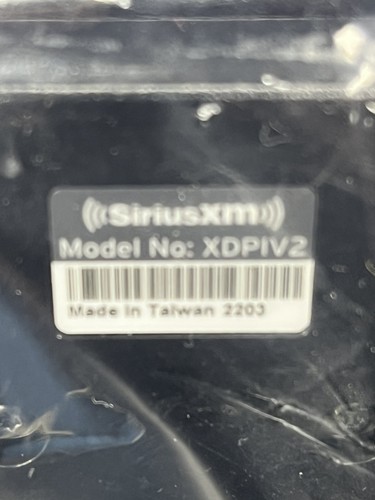 SiriusXM
Model No: XDPIV2
Made in Taiwan 2203